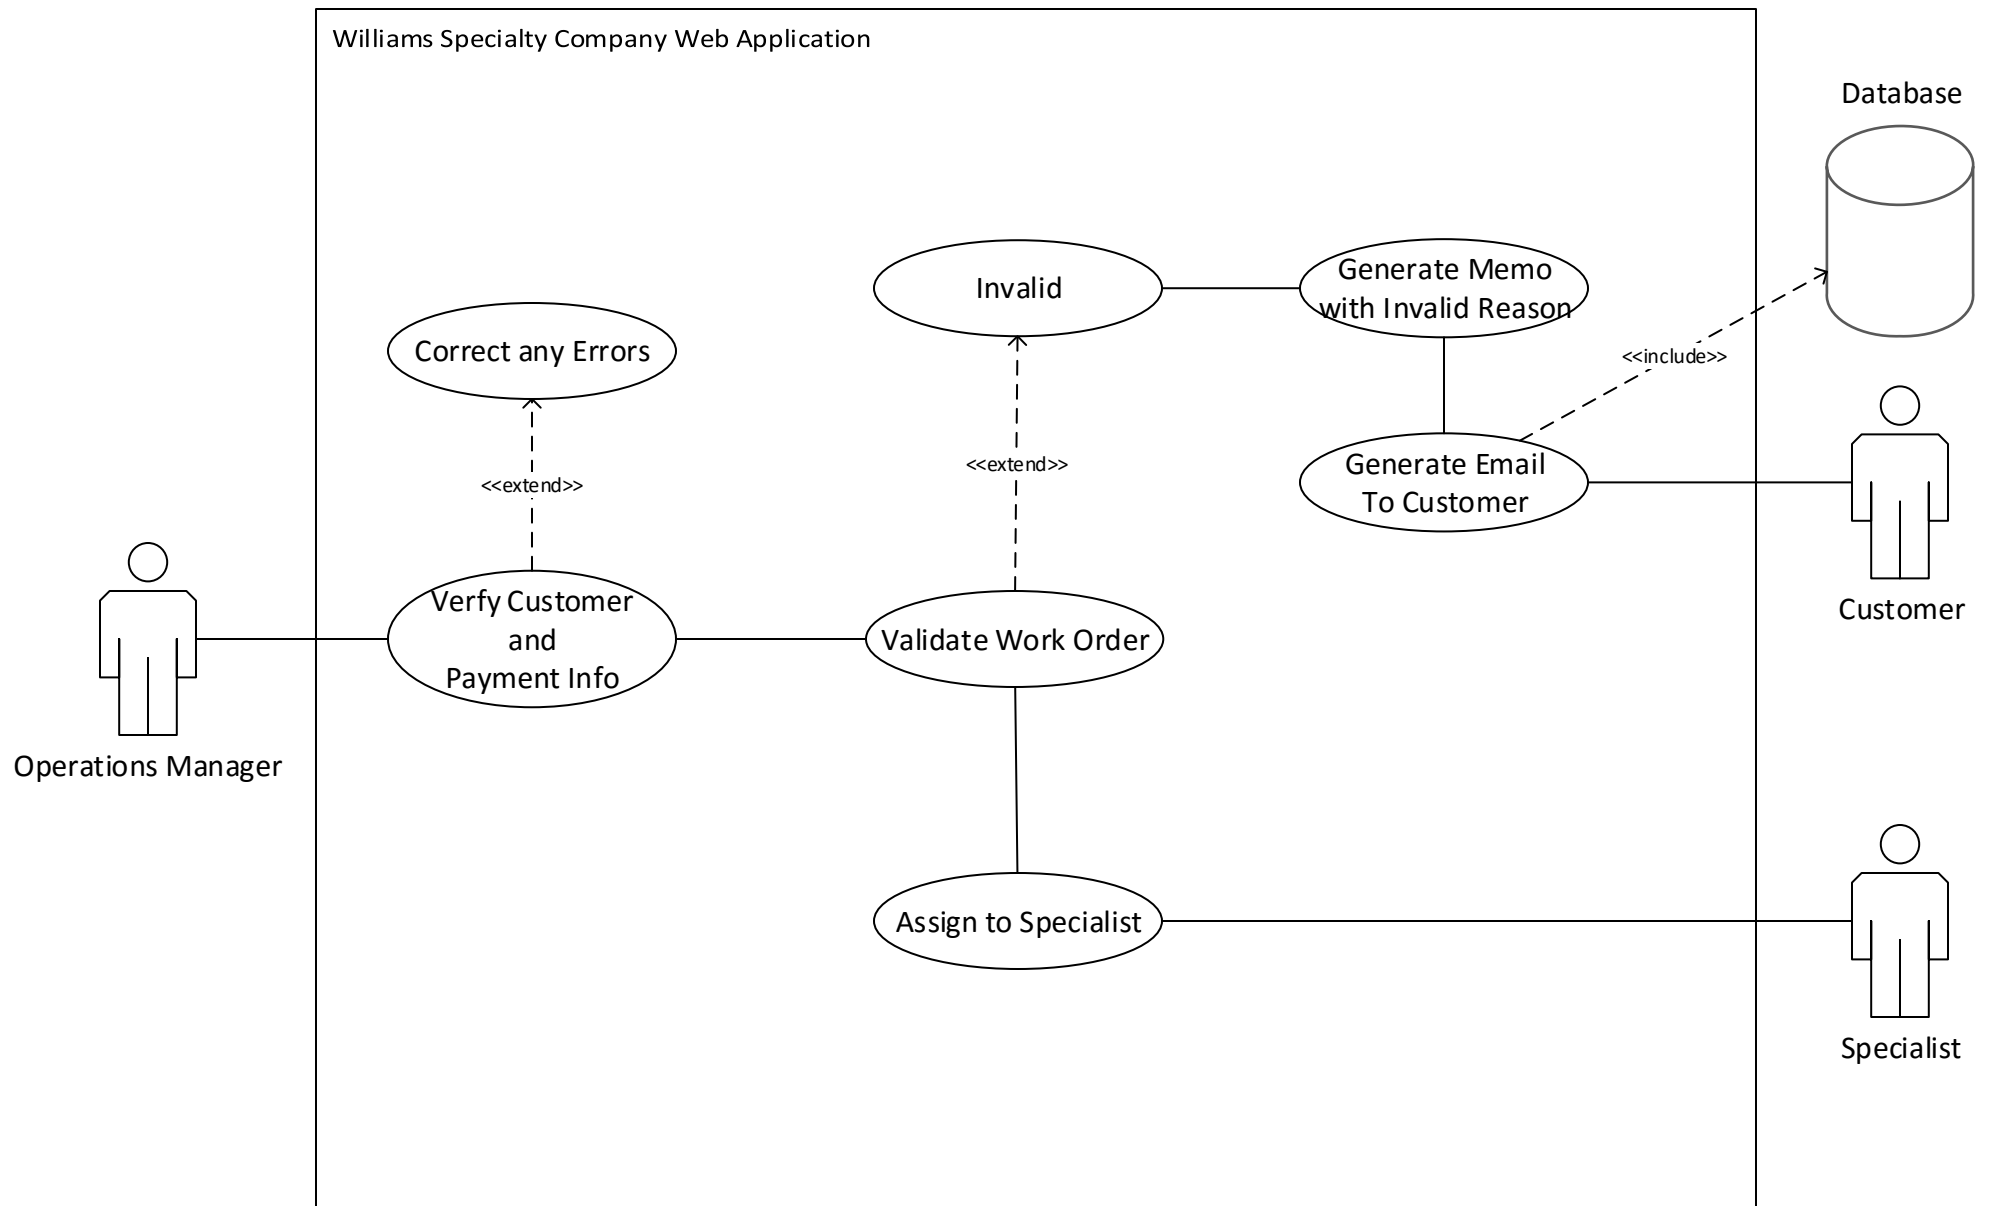 Williams Specialty Company Web Application
Database
Invalid
Generate Memo
with Invalid Reason
Correct any Errors
<<include>>
<<extend>>
<<extend>>
Generate Email
To Customer
Customer
Verfy Customer
and
Payment Info
Validate Work Order
Operations Manager
Assign to Specialist
Specialist